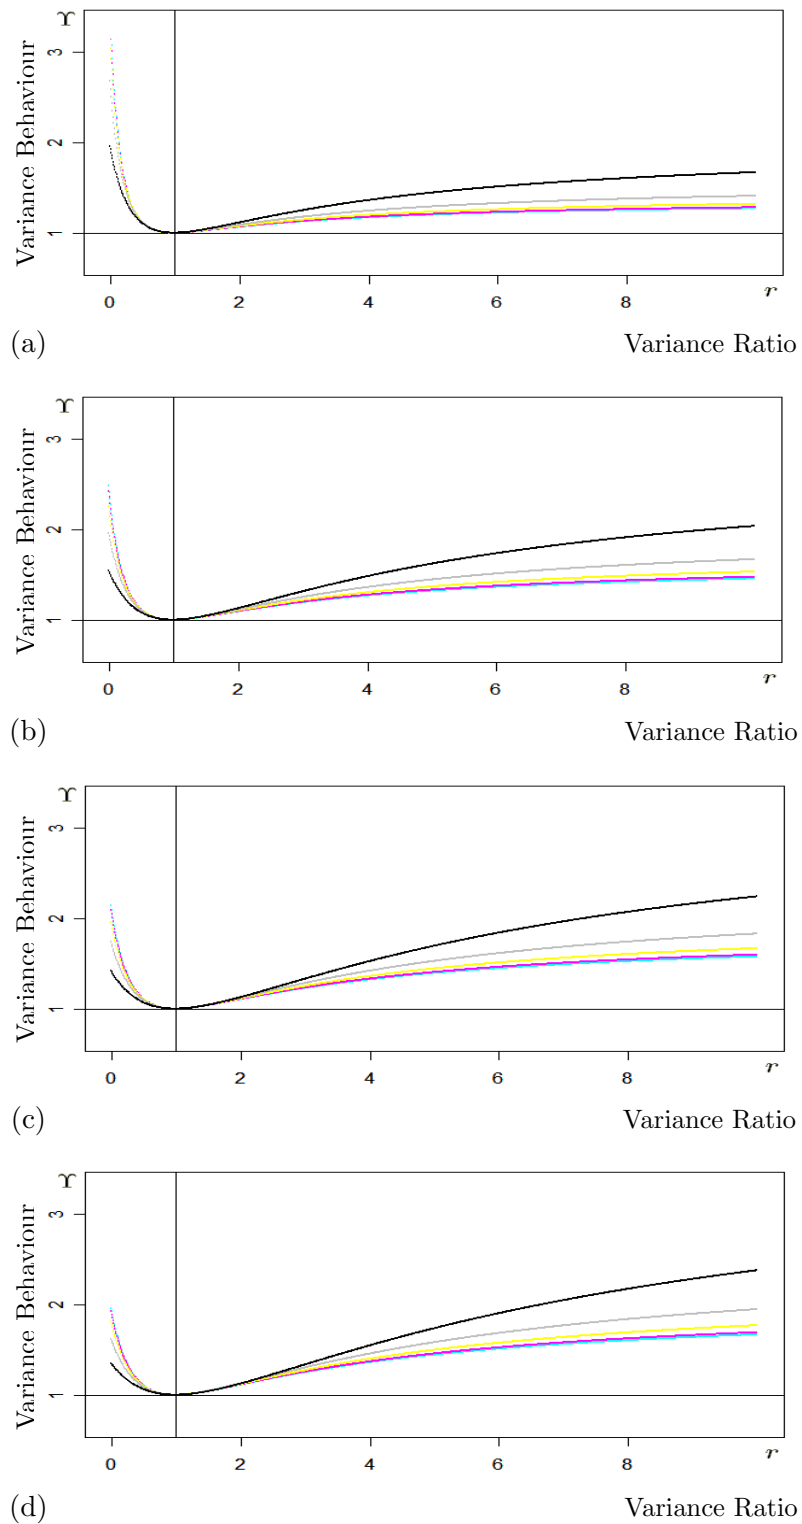 ϒ
Variance Behaviour
3
2
1
0 2 4 6 8
r
(a) Variance Ratio
ϒ
Variance Behaviour
3
2
1
0 2 4 6 8
r
(b) Variance Ratio
ϒ
Variance Behaviour
3
2
1
0 2 4 6 8
r
(c) Variance Ratio
ϒ
Variance Behaviour
3
2
1
0 2 4 6 8
r
(d) Variance Ratio